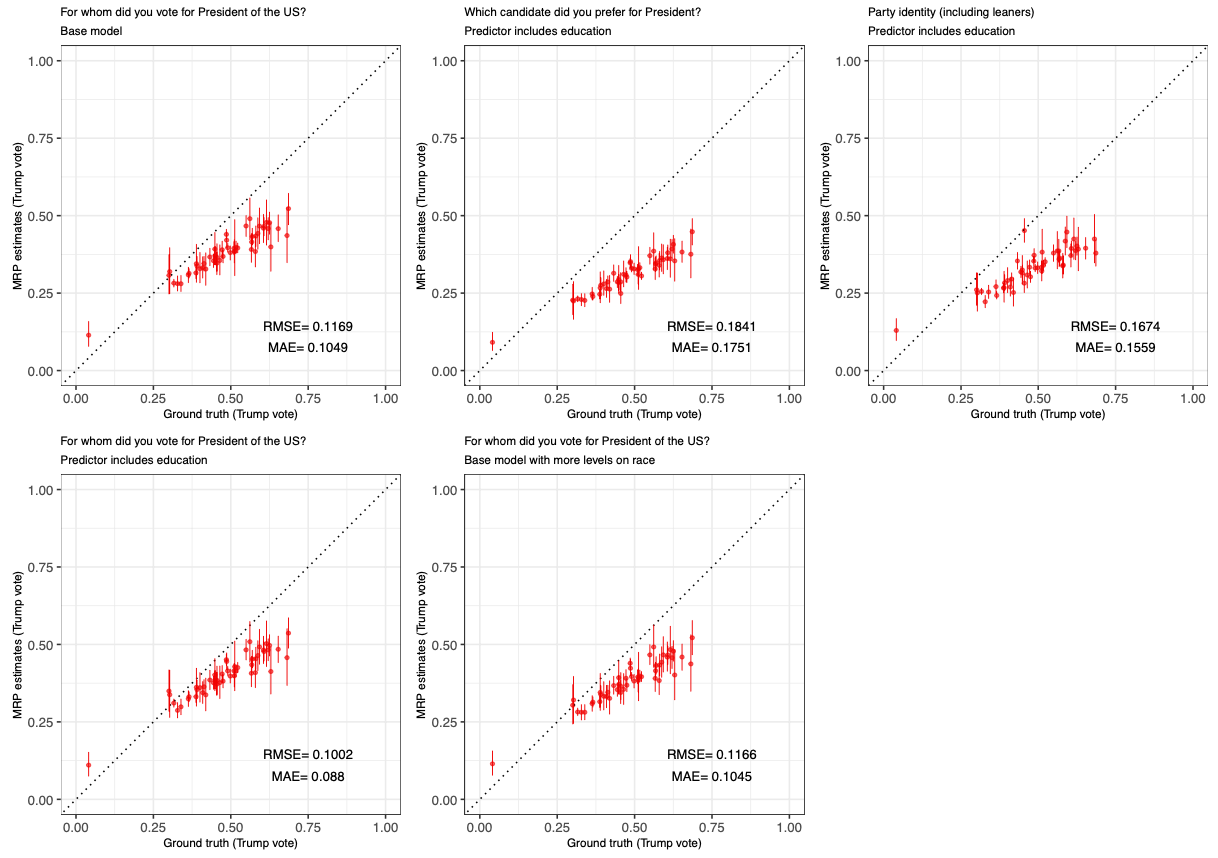 For whom did you vote for President of the US?
Base model
1.00
0.75
0.50
0.25
0.00
MRP estimates (Trump vote)
RMSE= 0.1169
MAE= 0.1049
0.00 0.25 0.50 0.75 1.00
Ground truth (Trump vote)
Which candidate did you prefer for President?
Predictor includes education
1.00
0.75
0.50
0.25
0.00
MRP estimates (Trump vote)
RMSE= 0.1841
MAE= 0.1751
0.00 0.25 0.50 0.75 1.00
Ground truth (Trump vote)
Party identity (including leaners)
Predictor includes education
1.00
0.75
0.50
0.25
0.00
MRP estimates (Trump vote)
RMSE= 0.1674
MAE= 0.1559
0.00 0.25 0.50 0.75 1.00
Ground truth (Trump vote)
For whom did you vote for President of the US?
Predictor includes education
1.00
0.75
0.50
0.25
0.00
MRP estimates (Trump vote)
RMSE= 0.1002
MAE= 0.088
0.00 0.25 0.50 0.75 1.00
Ground truth (Trump vote)
For whom did you vote for President of the US?
Base model with more levels on race
1.00
0.75
0.50
0.25
0.00
MRP estimates (Trump vote)
RMSE= 0.1166
MAE= 0.1045
0.00 0.25 0.50 0.75 1.00
Ground truth (Trump vote)